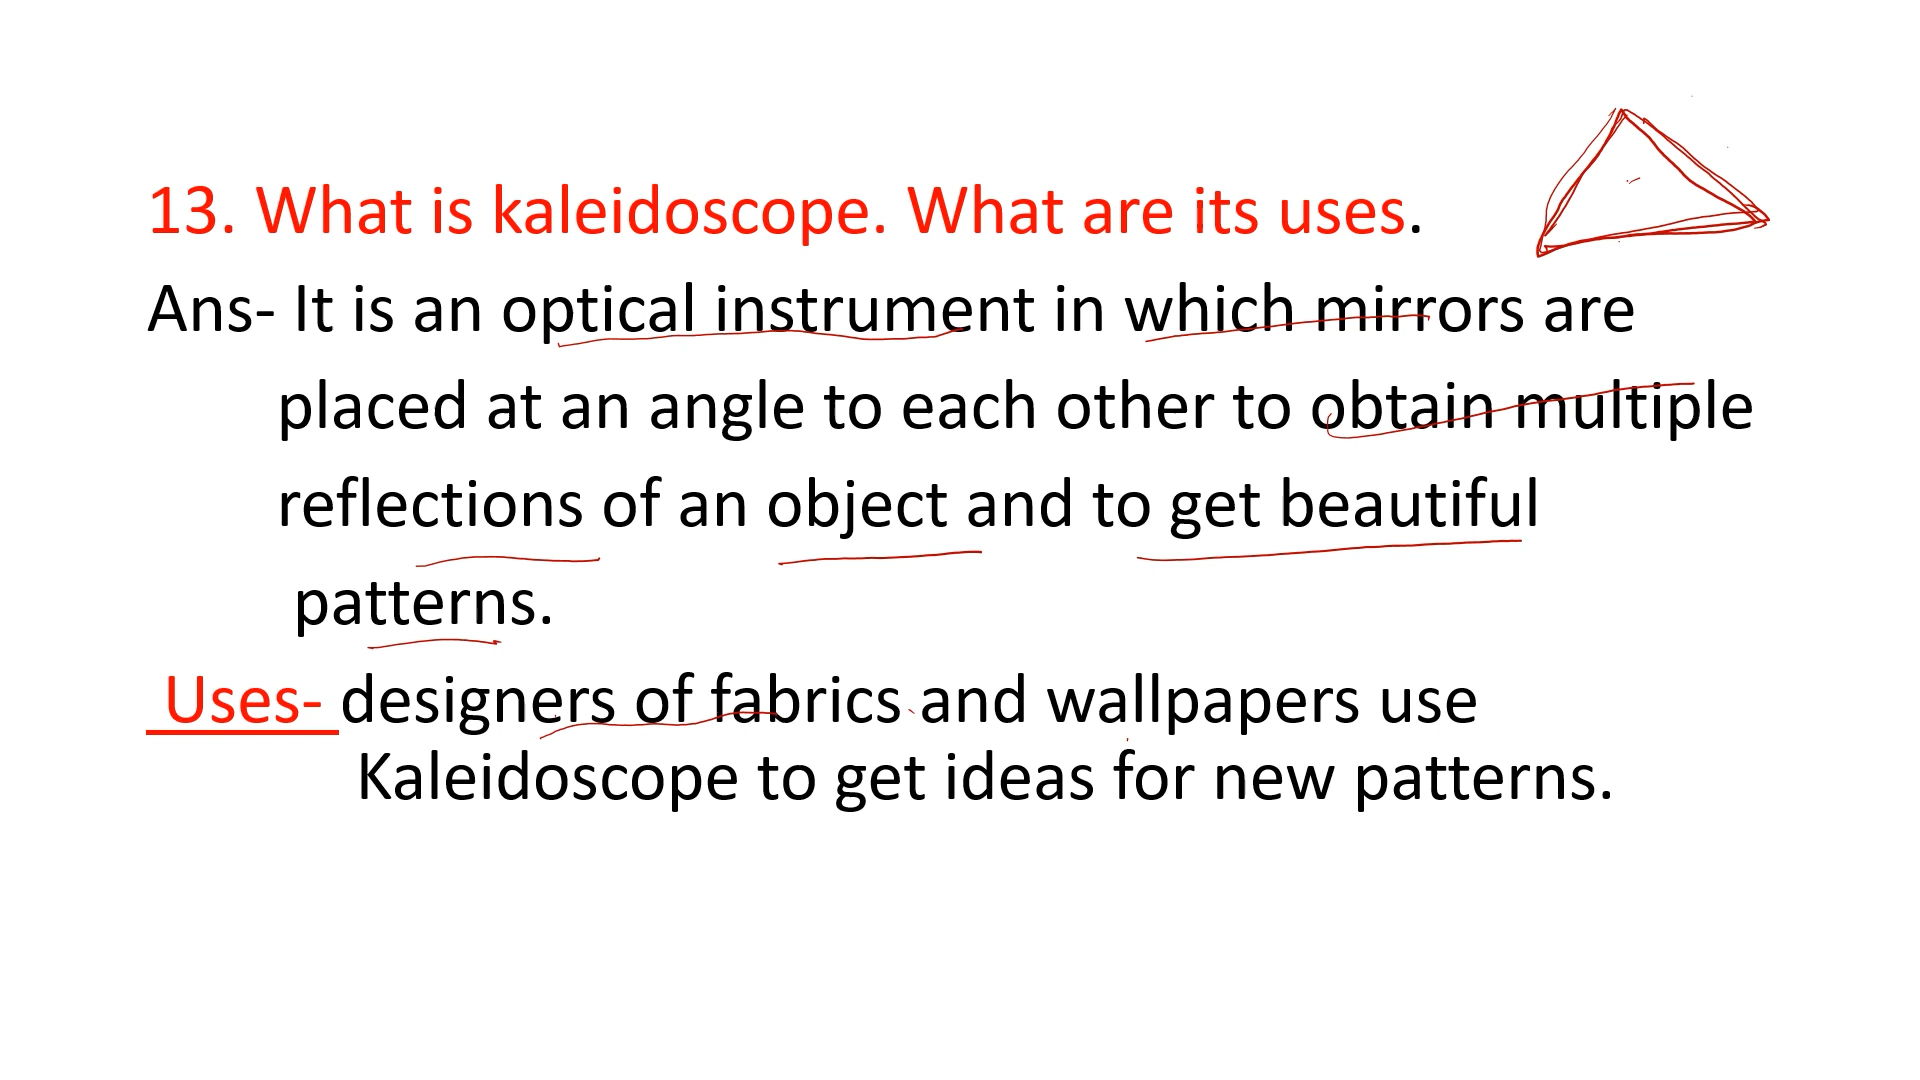 13. What is kaleidoscope. What are its uses.
Ans- It is an optical instrument in which mirrors are
placed at an angle to each other to obtain multiple
reflections of an object and to get beautiful
patterns.
Uses- designers of fabrics and wallpapers use
Kaleidoscope to get ideas for new patterns.